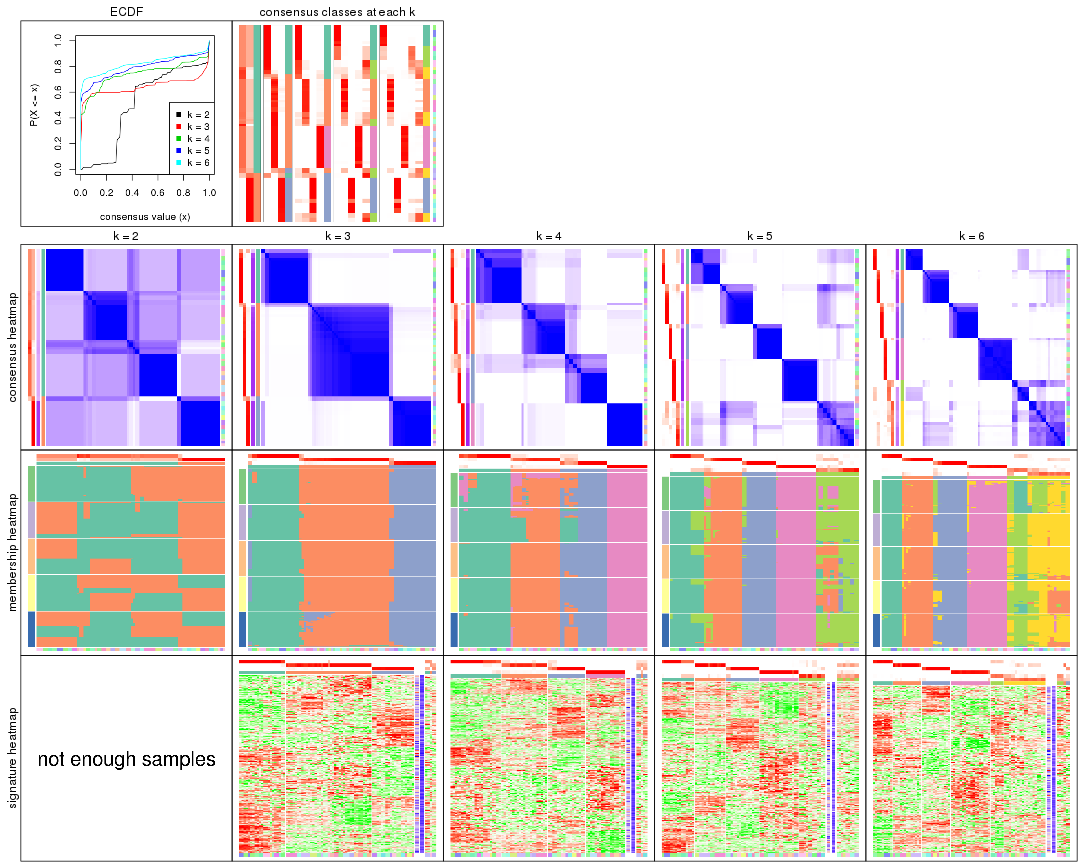 ECDF
consensus classes at each k
P(X <= x)
0.0 0.2 0.4 0.6 0.8 1.0
k = 2
k = 3
k = 4
k = 5
k = 6
0.0 0.2 0.4 0.6 0.8 1.0
consensus value (x)
k = 2 k = 3 k = 4 k = 5 k = 6
consensus heatmap
membership heatmap
signature heatmap
not enough samples